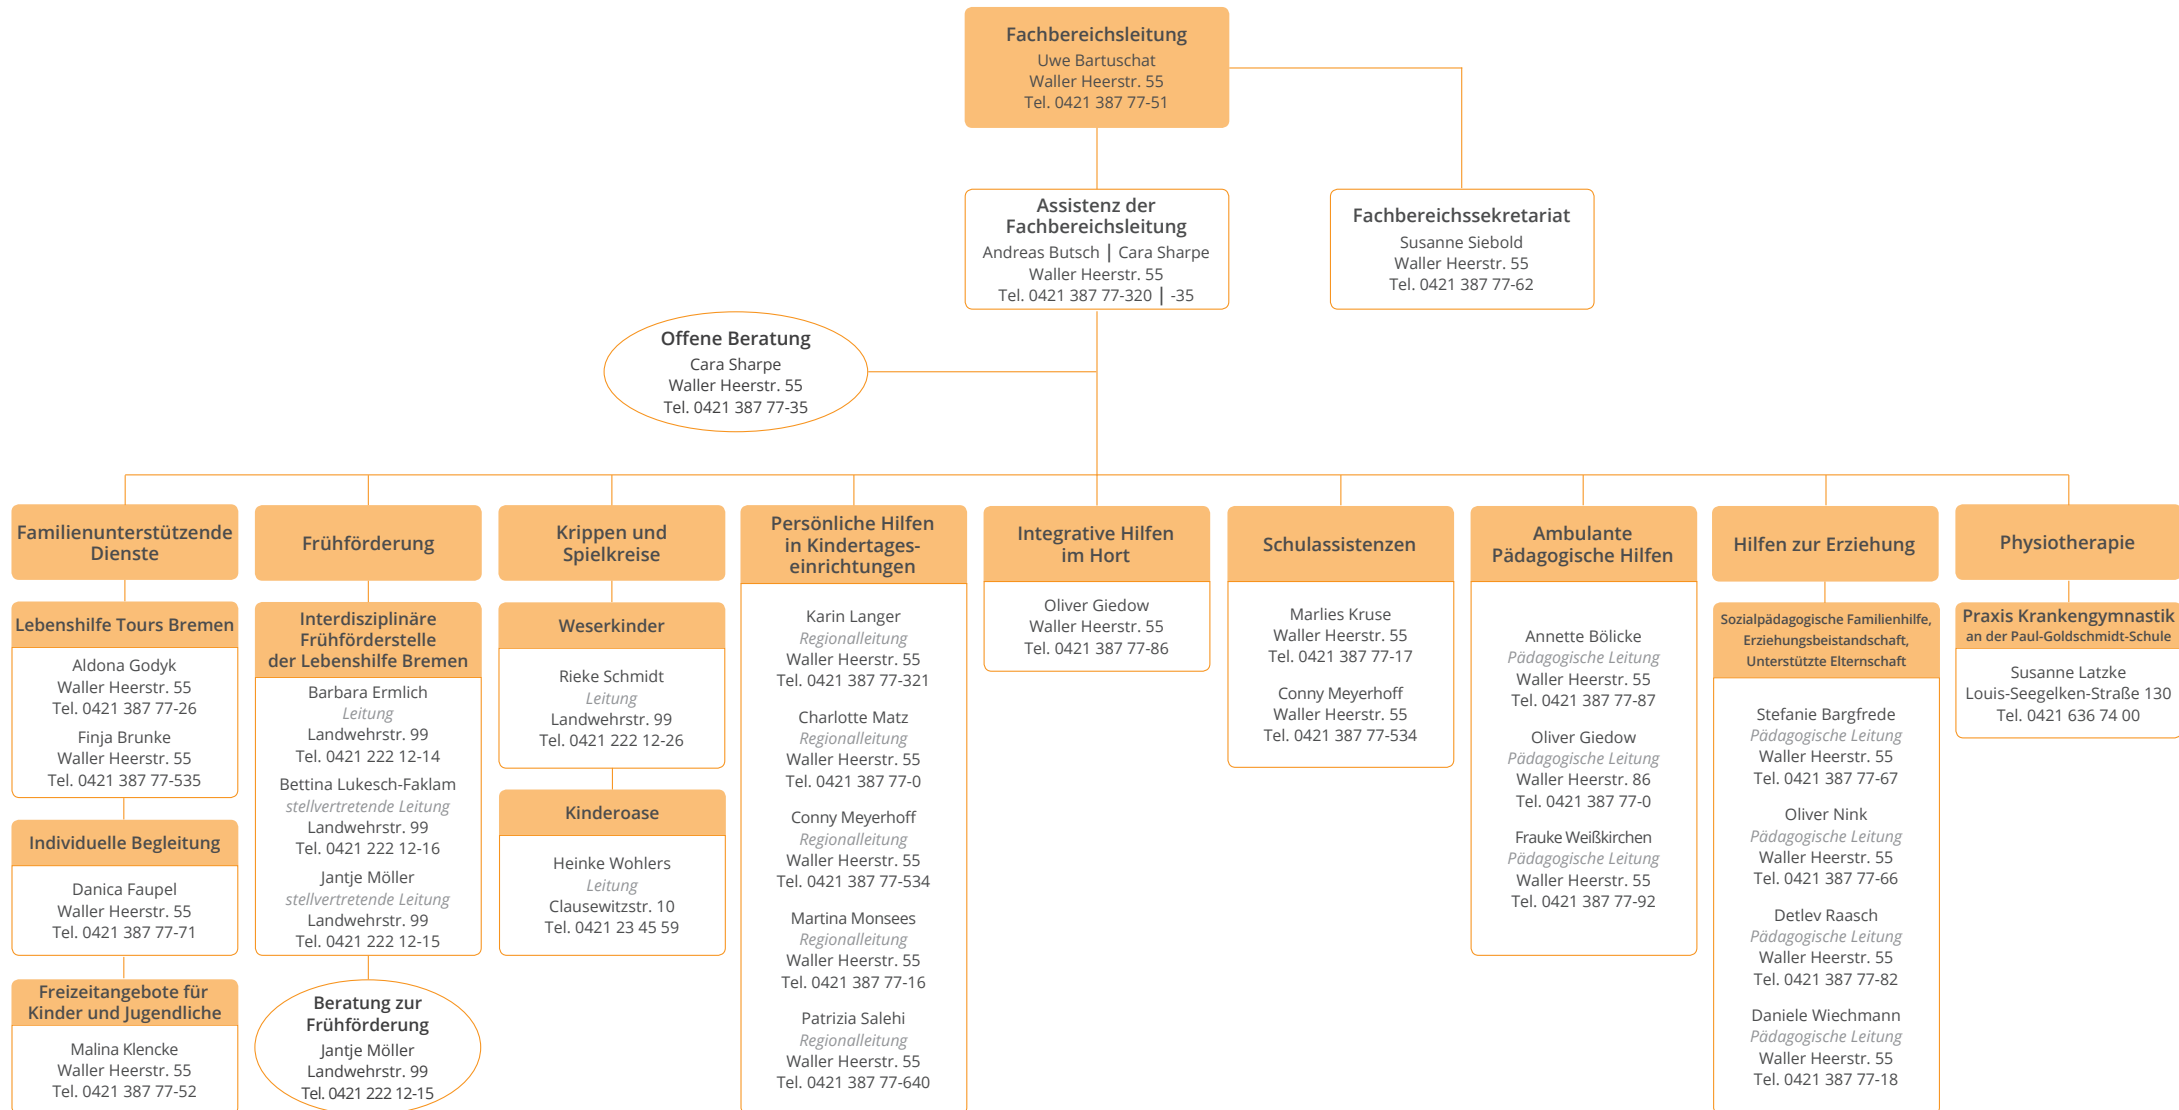 Fachbereichsleitung
Uwe Bartuschat
Waller Heerstr. 55
Tel. 0421 387 77-51
Assistenz der
Fachbereichsleitung
Andreas Butsch | Cara Sharpe
Waller Heerstr. 55
Tel. 0421 387 77-320 | -35
Fachbereichssekretariat
Susanne Siebold
Waller Heerstr. 55
Tel. 0421 387 77-62
Offene Beratung
Cara Sharpe
Waller Heerstr. 55
Tel. 0421 387 77-35
Familienunterstützende
Dienste
Lebenshilfe Tours Bremen
Aldona Godyk
Waller Heerstr. 55
Tel. 0421 387 77-26
Finja Brunke
Waller Heerstr. 55
Tel. 0421 387 77-535
Individuelle Begleitung
Danica Faupel
Waller Heerstr. 55
Tel. 0421 387 77-71
Freizeitangebote für
Kinder und Jugendliche
Malina Klencke
Waller Heerstr. 55
Tel. 0421 387 77-52
Frühförderung
Interdisziplinäre
Frühförderstelle
der Lebenshilfe Bremen
Barbara Ermlich
Leitung
Landwehrstr. 99
Tel. 0421 222 12-14
Bettina Lukesch-Faklam
stellvertretende Leitung
Landwehrstr. 99
Tel. 0421 222 12-16
Jantje Möller
stellvertretende Leitung
Landwehrstr. 99
Tel. 0421 222 12-15
Beratung zur
Frühförderung
Jantje Möller
Landwehrstr. 99
Tel. 0421 222 12-15
Krippen und
Spielkreise
Weserkinder
Rieke Schmidt
Leitung
Landwehrstr. 99
Tel. 0421 222 12-26
Kinderoase
Heinke Wohlers
Leitung
Clausewitzstr. 10
Tel. 0421 23 45 59
Persönliche Hilfen
in Kindertages-
einrichtungen
Karin Langer
Regionalleitung
Waller Heerstr. 55
Tel. 0421 387 77-321
Charlotte Matz
Regionalleitung
Waller Heerstr. 55
Tel. 0421 387 77-0
Conny Meyerhoff
Regionalleitung
Waller Heerstr. 55
Tel. 0421 387 77-534
Martina Monsees
Regionalleitung
Waller Heerstr. 55
Tel. 0421 387 77-16
Patrizia Salehi
Regionalleitung
Waller Heerstr. 55
Tel. 0421 387 77-640
Integrative Hilfen
im Hort
Oliver Giedow
Waller Heerstr. 55
Tel. 0421 387 77-86
Schulassistenzen
Marlies Kruse
Waller Heerstr. 55
Tel. 0421 387 77-17
Conny Meyerhoff
Waller Heerstr. 55
Tel. 0421 387 77-534
Ambulante
Pädagogische Hilfen
Annette Bölicke
Pädagogische Leitung
Waller Heerstr. 55
Tel. 0421 387 77-87
Oliver Giedow
Pädagogische Leitung
Waller Heerstr. 86
Tel. 0421 387 77-0
Frauke Weißkirchen
Pädagogische Leitung
Waller Heerstr. 55
Tel. 0421 387 77-92
Hilfen zur Erziehung
Sozialpädagogische Familienhilfe,
Erziehungsbeistandschaft,
Unterstützte Elternschaft
Stefanie Bargfrede
Pädagogische Leitung
Waller Heerstr. 55
Tel. 0421 387 77-67
Oliver Nink
Pädagogische Leitung
Waller Heerstr. 55
Tel. 0421 387 77-66
Detlev Raasch
Pädagogische Leitung
Waller Heerstr. 55
Tel. 0421 387 77-82
Daniele Wiechmann
Pädagogische Leitung
Waller Heerstr. 55
Tel. 0421 387 77-18
Physiotherapie
Praxis Krankengymnastik
an der Paul-Goldschmidt-Schule
Susanne Latzke
Louis-Seegelken-Straße 130
Tel. 0421 636 74 00